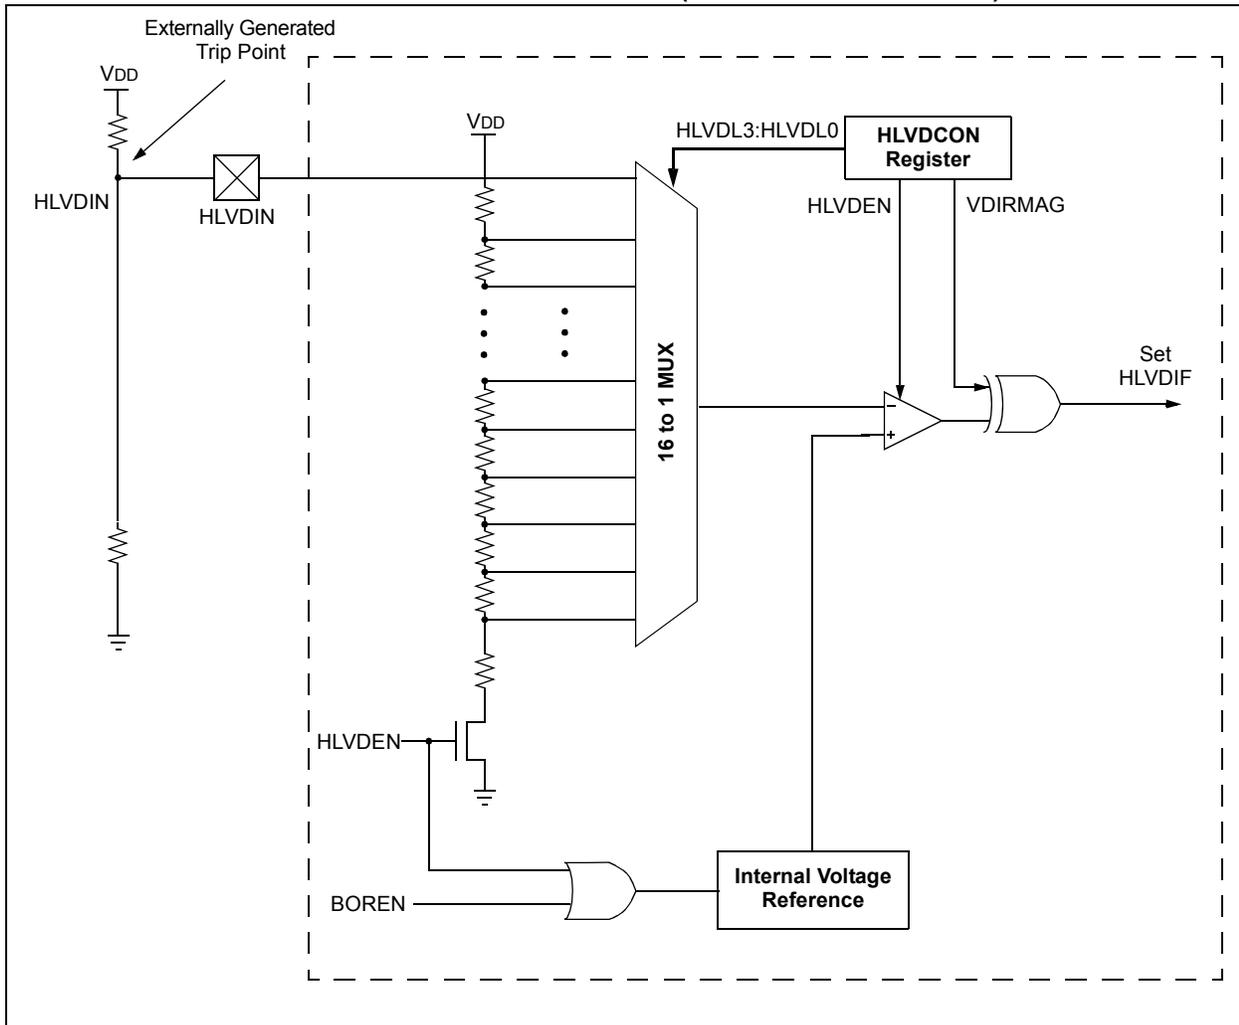 Externally Generated
Trip Point
VDD
VDD
HLVDL3:HLVDL0
HLVDCON
Register
HLVDIN
HLVDIN
HLVDEN
VDIRMAG
16 to 1 MUX
Set
HLVDIF
–
+
HLVDEN
BOREN
Internal Voltage
Reference